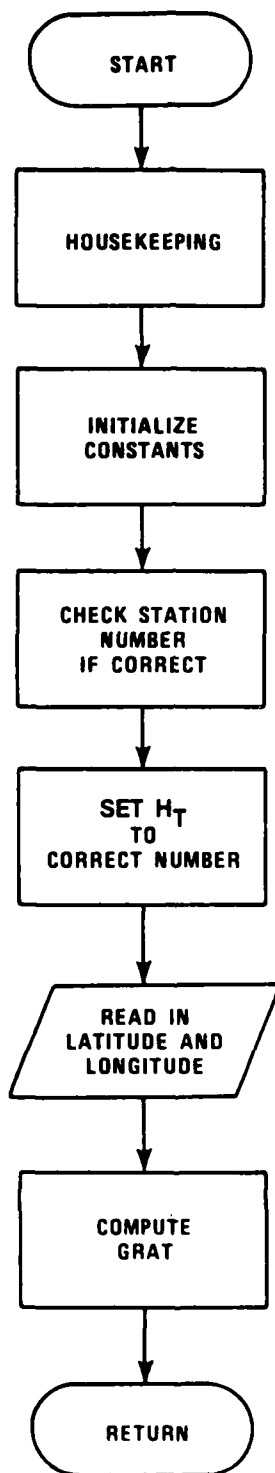 START
HOUSEKEEPING
INITIALIZE
CONSTANTS
CHECK STATION
NUMBER
IF CORRECT
SET H_T
TO
CORRECT NUMBER
READ IN
LATITUDE AND
LONGITUDE
COMPUTE
GRAT
RETURN